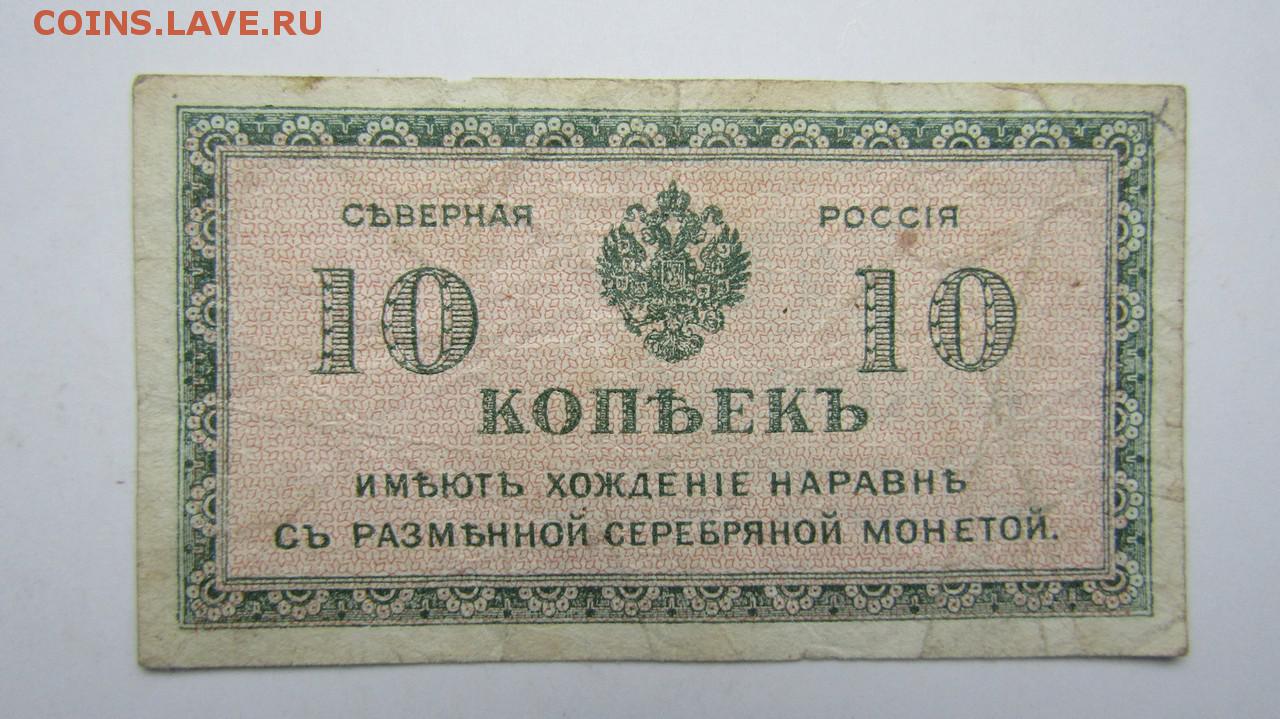 COINS.LAVE.RU
СѢВЕРНАЯ РОССІЯ
10 10
КОПѢЕКЪ
ИМѢЮТЪ ХОЖДЕНІЕ НАРАВНѢ
СЪ РАЗМѢННОЙ СЕРЕБРЯНОЙ МОНЕТОЙ.